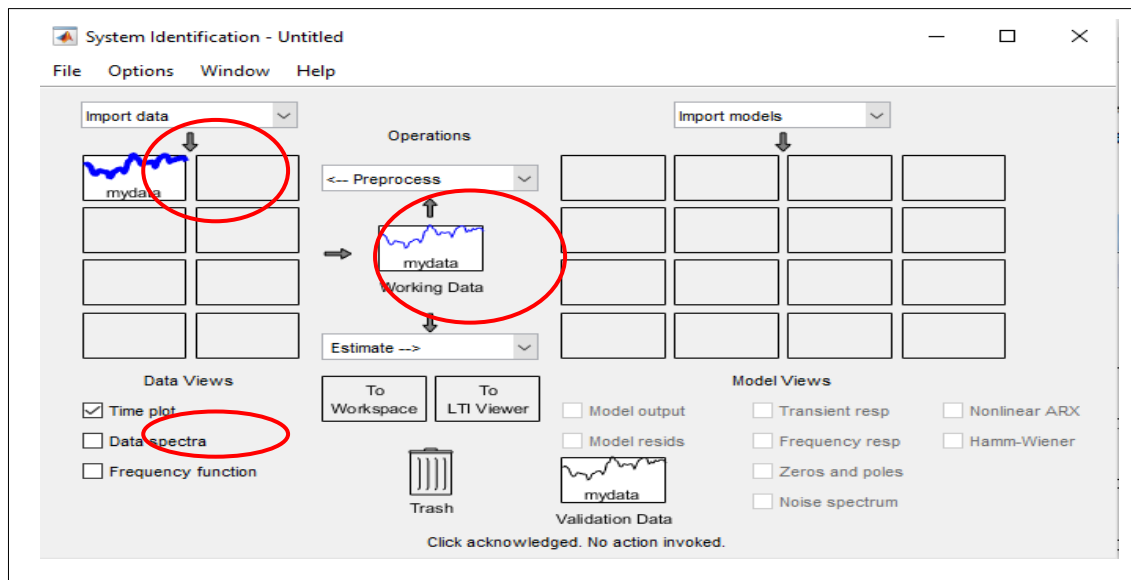 System Identification - Untitled
File Options Window Help
Import data
Import models
Operations
mydata
<-- Preprocess
mydata
Working Data
Estimate -->
Data Views
Model Views
To Workspace
To LTI Viewer
Time plot
Data spectra
Frequency function
Model output
Transient resp
Nonlinear ARX
Model resids
Frequency resp
Hamm-Wiener
Zeros and poles
Noise spectrum
Trash
mydata
Validation Data
Click acknowledged. No action invoked.